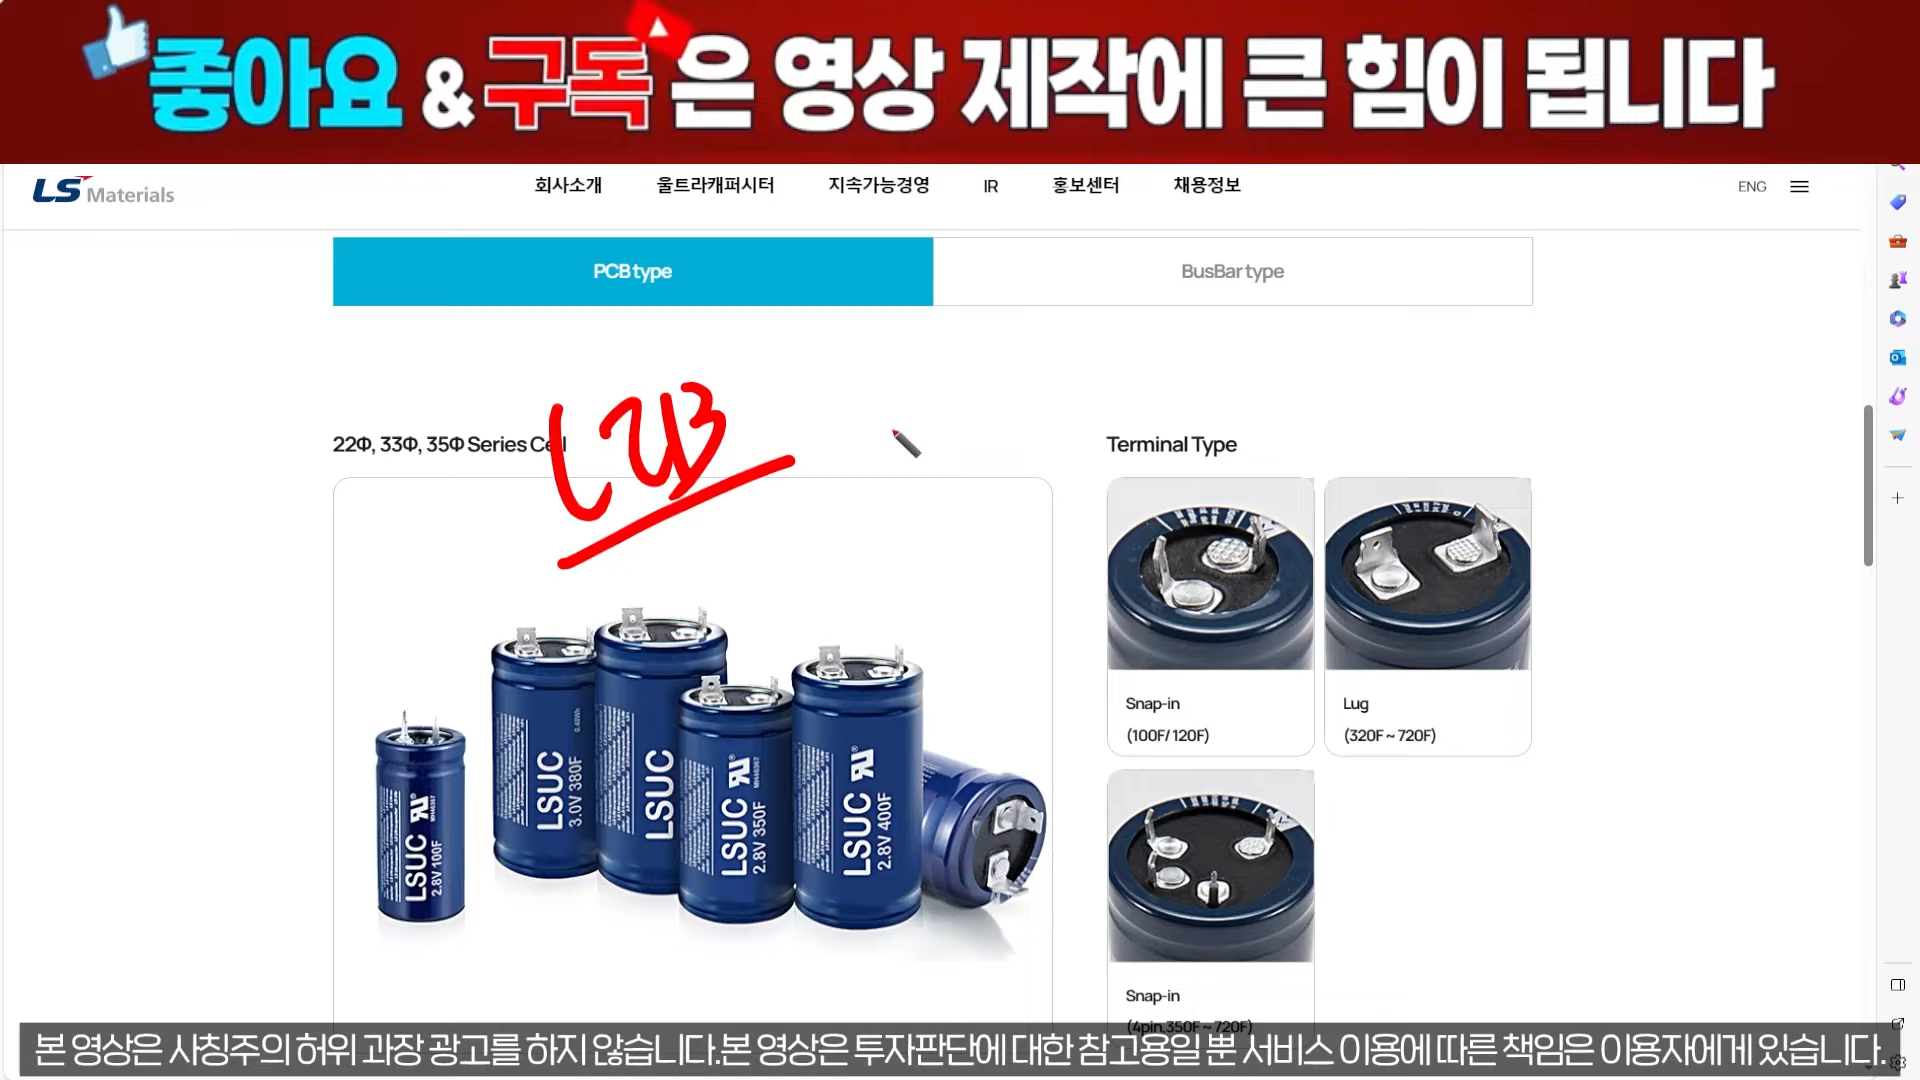 좋아요 & 구독은 영상 제작에 큰 힘이 됩니다
LS Materials
회사소개 울트라캐퍼시터 지속가능경영 IR 홍보센터 채용정보
ENG
PCB type
BusBar type
22Φ, 33Φ, 35Φ Series Cell
Terminal Type
LSUC
2.8V 100F
LSUC
3.0V 380F
0.48Wh
LSUC
LSUC
2.8V 350F
LSUC
2.8V 400F
Snap-in
(100F/ 120F)
Lug
(320F ~ 720F)
Snap-in
(4pin,350F ~ 720F)
본 영상은 사칭주의 허위 과장 광고를 하지 않습니다.본 영상은 투자판단에 대한 참고용일 뿐 서비스 이용에 따른 책임은 이용자에게 있습니다.